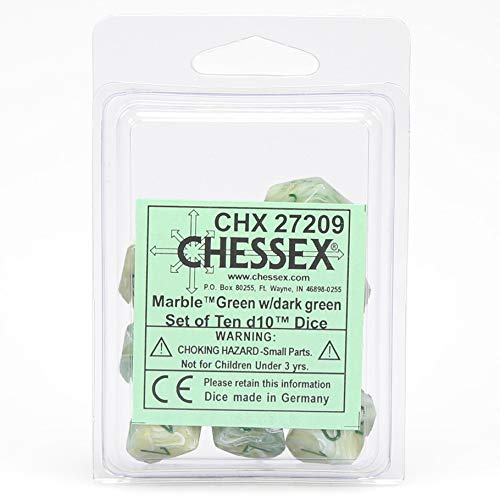 CHX 27209
CHESSEX®
www.chessex.com
P.O. Box 80255, Ft. Wayne, IN 46898-0255
Marble™Green w/dark green
Set of Ten d10™ Dice
WARNING:
CHOKING HAZARD-Small Parts.
Not for Children Under 3 yrs.
CE Please retain this information
Dice made in Germany